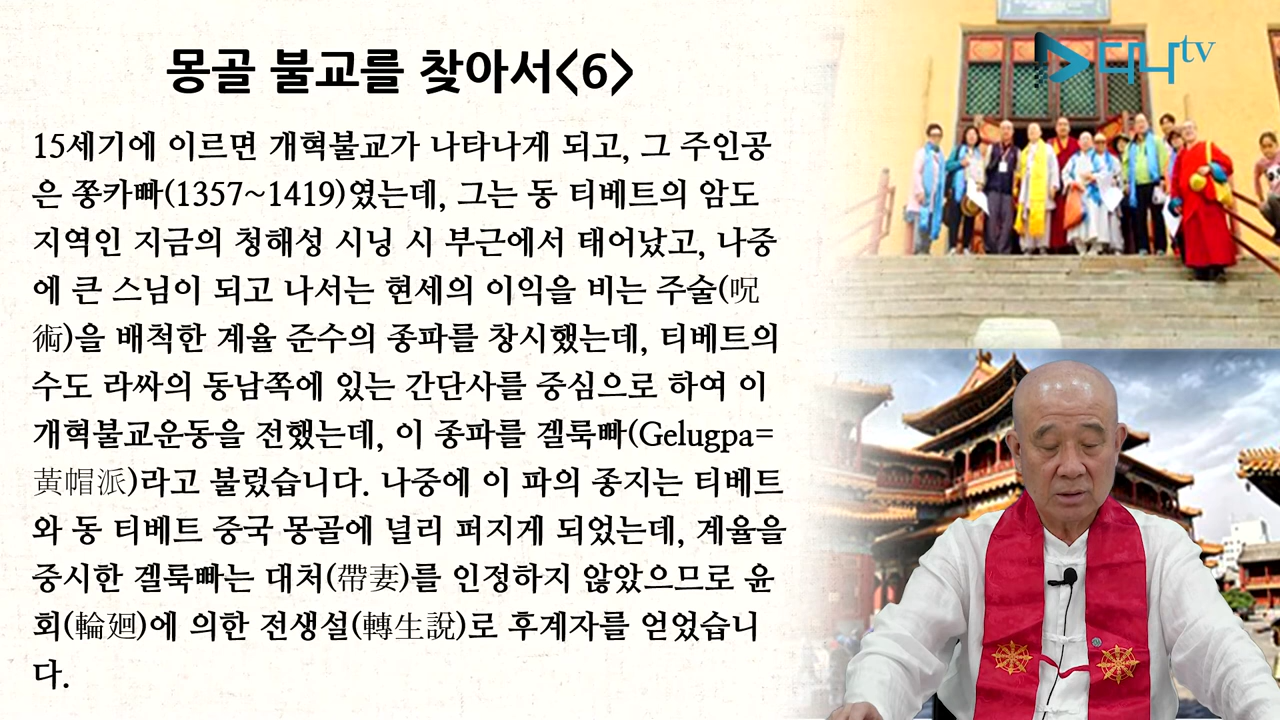 몽골 불교를 찾아서<6>
15세기에 이르면 개혁불교가 나타나게 되고, 그 주인공
은 쫑카빠(1357~1419)였는데, 그는 동 티베트의 암도
지역인 지금의 청해성 시닝 시 부근에서 태어났고, 나중
에 큰 스님이 되고 나서는 현세의 이익을 비는 주술(呪
術)을 배척한 계율 준수의 종파를 창시했는데, 티베트의
수도 라싸의 동남쪽에 있는 간단사를 중심으로 하여 이
개혁불교운동을 전했는데, 이 종파를 겔룩빠(Gelugpa=
黃帽派)라고 불렀습니다. 나중에 이 파의 종지는 티베트
와 동 티베트 중국 몽골에 널리 퍼지게 되었는데, 계율을
중시한 겔룩빠는 대처(帶妻)를 인정하지 않았으므로 윤
회(輪廻)에 의한 전생설(轉生說)로 후계자를 얻었습니
다.
tv